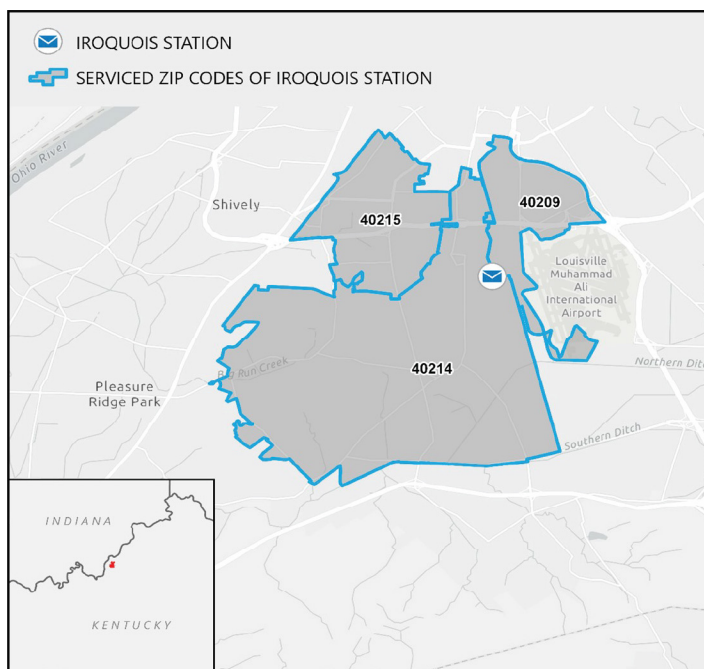 IROQUOIS STATION
SERVICED ZIP CODES OF IROQUOIS STATION
Ohio River
Shively
40215
40209
Louisville
Muhammad
Ali
International
Airport
Big Run Creek
40214
Northern Ditch
Pleasure
Ridge Park
Southern Ditch
INDIANA
KENTUCKY